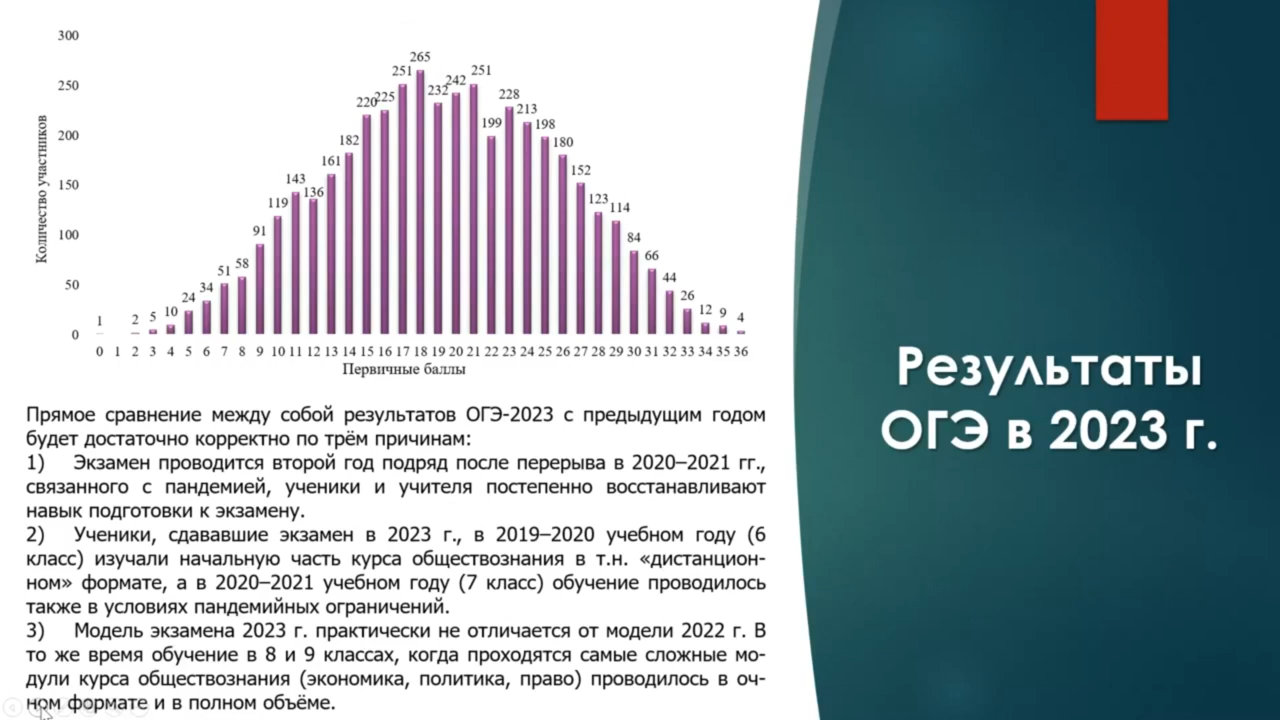 300
250
200
150
100
50
0
Количество участников
1 2 5 10 24 34 51 58 91 119 143 136 161 182 220 225 251 265 232 242 251 199 228 213 198 180 152 123 114 84 66 44 26 12 9 4
0 1 2 3 4 5 6 7 8 9 10 11 12 13 14 15 16 17 18 19 20 21 22 23 24 25 26 27 28 29 30 31 32 33 34 35 36
Первичные баллы
Прямое сравнение между собой результатов ОГЭ-2023 с предыдущим годом
будет достаточно корректно по трём причинам:
1) Экзамен проводится второй год подряд после перерыва в 2020–2021 гг.,
связанного с пандемией, ученики и учителя постепенно восстанавливают
навык подготовки к экзамену.
2) Ученики, сдававшие экзамен в 2023 г., в 2019–2020 учебном году (6
класс) изучали начальную часть курса обществознания в т.н. «дистанцион-
ном» формате, а в 2020–2021 учебном году (7 класс) обучение проводилось
также в условиях пандемийных ограничений.
3) Модель экзамена 2023 г. практически не отличается от модели 2022 г. В
то же время обучение в 8 и 9 классах, когда проходятся самые сложные мо-
дули курса обществознания (экономика, политика, право) проводилось в оч-
ном формате и в полном объёме.
Результаты
ОГЭ в 2023 г.